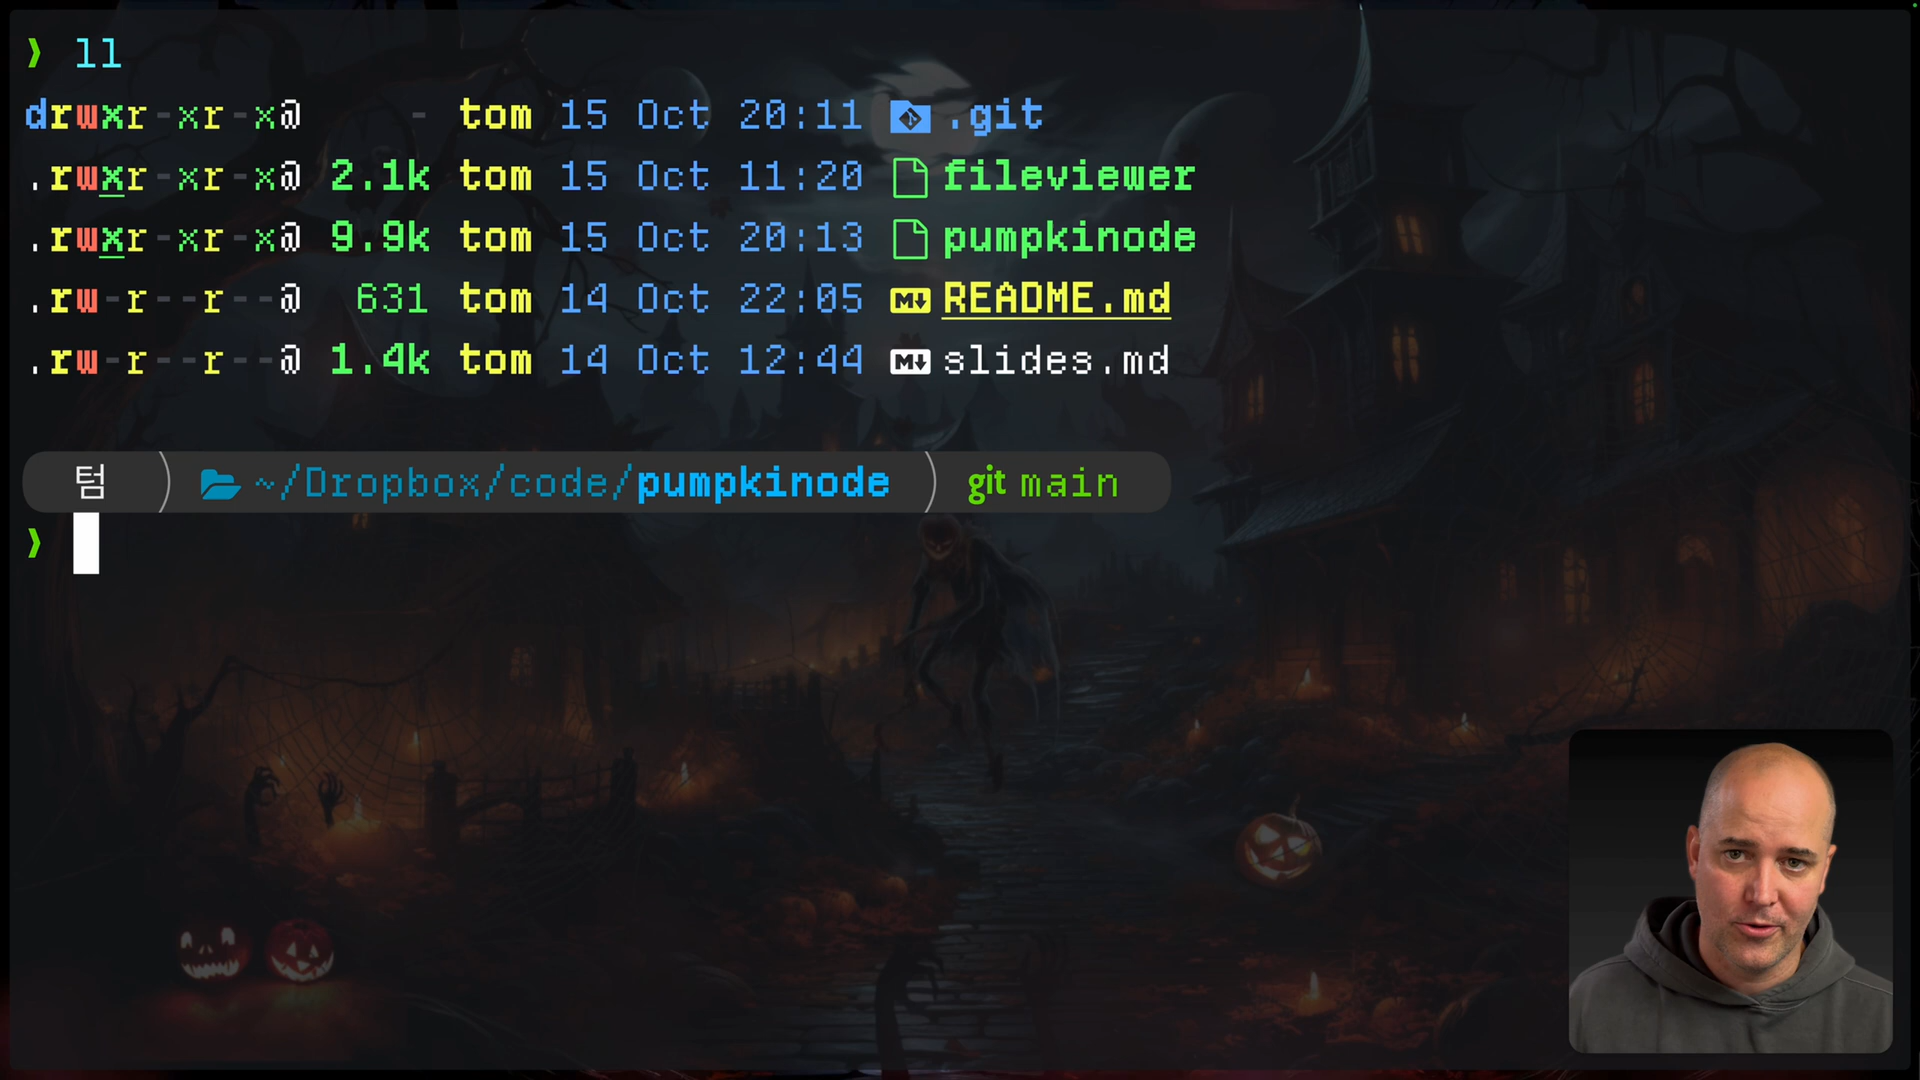 ❯ ll
drwxr-xr-x@ - tom 15 Oct 20:11 .git
.rwxr-xr-x@ 2.1k tom 15 Oct 11:20 fileviewer
.rwxr-xr-x@ 9.9k tom 15 Oct 20:13 pumpkinode
.rw-r--r--@ 631 tom 14 Oct 22:05 M↓ README.md
.rw-r--r--@ 1.4k tom 14 Oct 12:44 M↓ slides.md
텀 ~/Dropbox/code/pumpkinode git main
❯